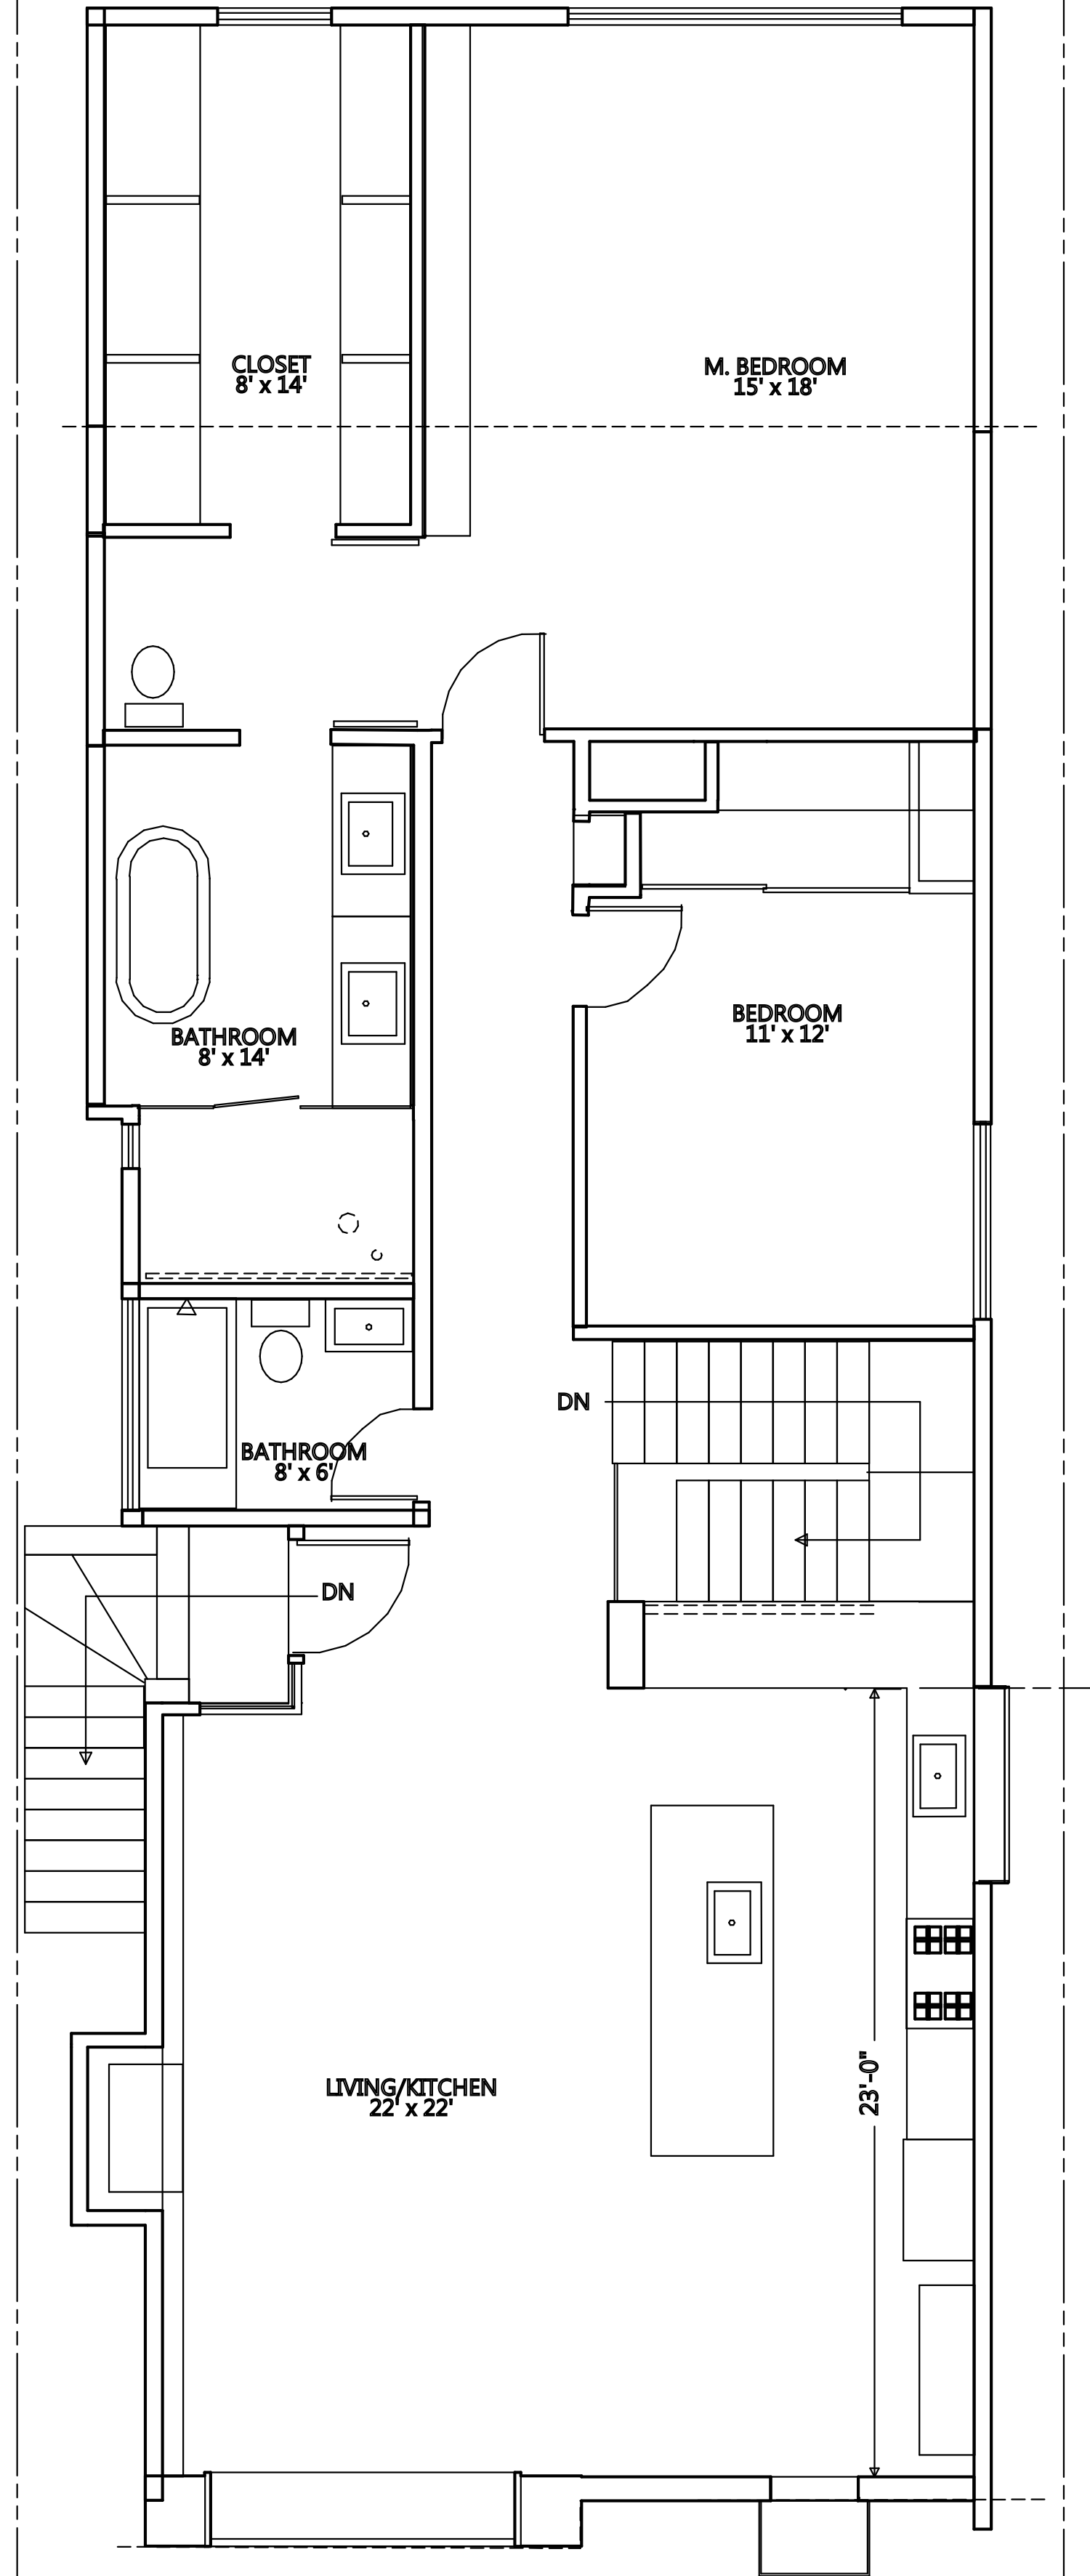 CLOSET
8' x 14'
M. BEDROOM
15' x 18'
BEDROOM
11' x 12'
BATHROOM
8' x 14'
DN
BATHROOM
8' x 6'
DN
23'-0"
LIVING/KITCHEN
22' x 22'